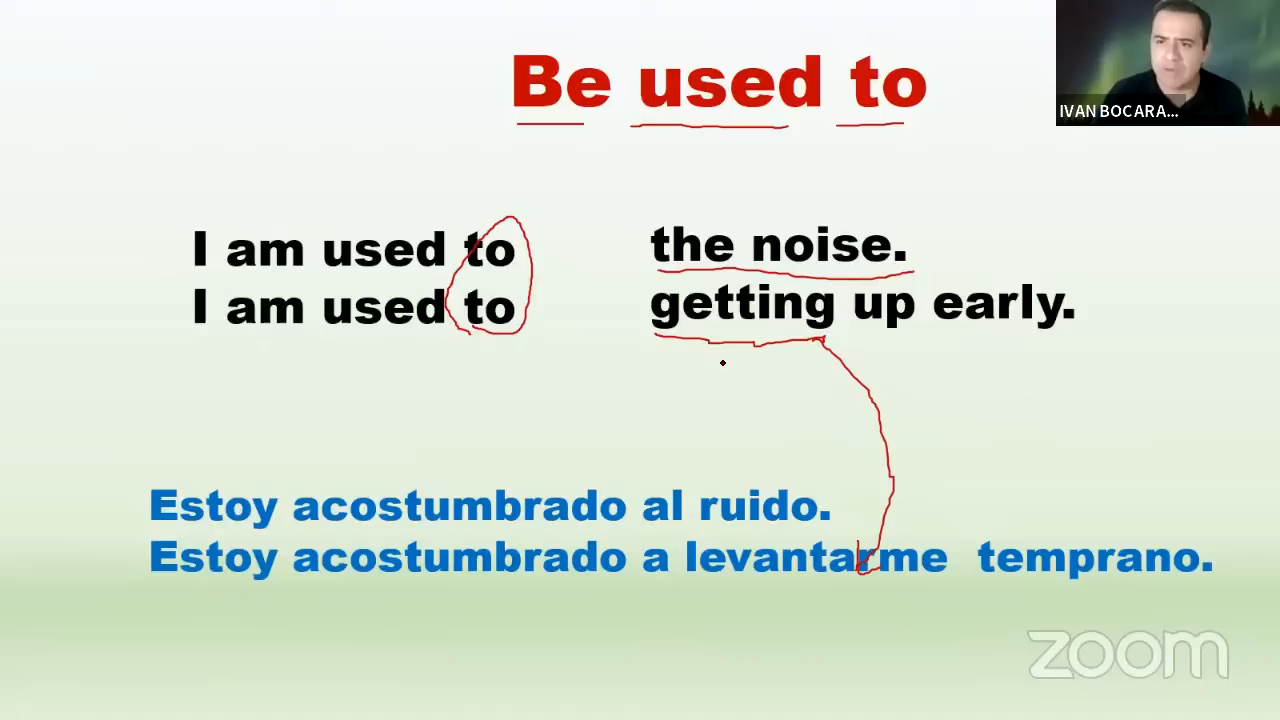 Be used to
IVAN BOCARA...
I am used to the noise.
I am used to getting up early.
Estoy acostumbrado al ruido.
Estoy acostumbrado a levantarme temprano.
zoom